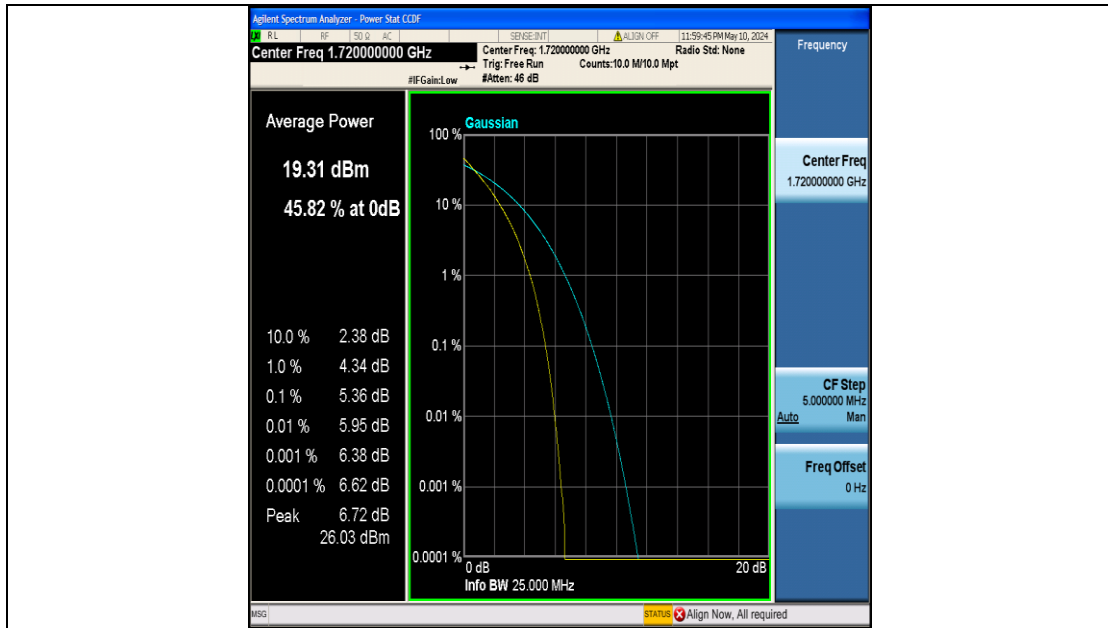 Agilent Spectrum Analyzer - Power Stat CCDF
RL RF 50 Ω AC SENSE:INT ALIGN OFF 11:59:45 PM May 10, 2024
Center Freq 1.720000000 GHz
Center Freq: 1.720000000 GHz Radio Std: None
Trig: Free Run Counts:10.0 M/10.0 Mpt
#IFGain:Low #Atten: 46 dB
Frequency
Average Power
19.31 dBm
45.82 % at 0dB
10.0 % 2.38 dB
1.0 % 4.34 dB
0.1 % 5.36 dB
0.01 % 5.95 dB
0.001 % 6.38 dB
0.0001 % 6.62 dB
Peak 6.72 dB
26.03 dBm
Gaussian
100 %
10 %
1 %
0.1 %
0.01 %
0.001 %
0.0001 %
0 dB 20 dB
Info BW 25.000 MHz
Center Freq
1.720000000 GHz
CF Step
5.000000 MHz
Auto Man
Freq Offset
0 Hz
MSG STATUS Align Now, All required